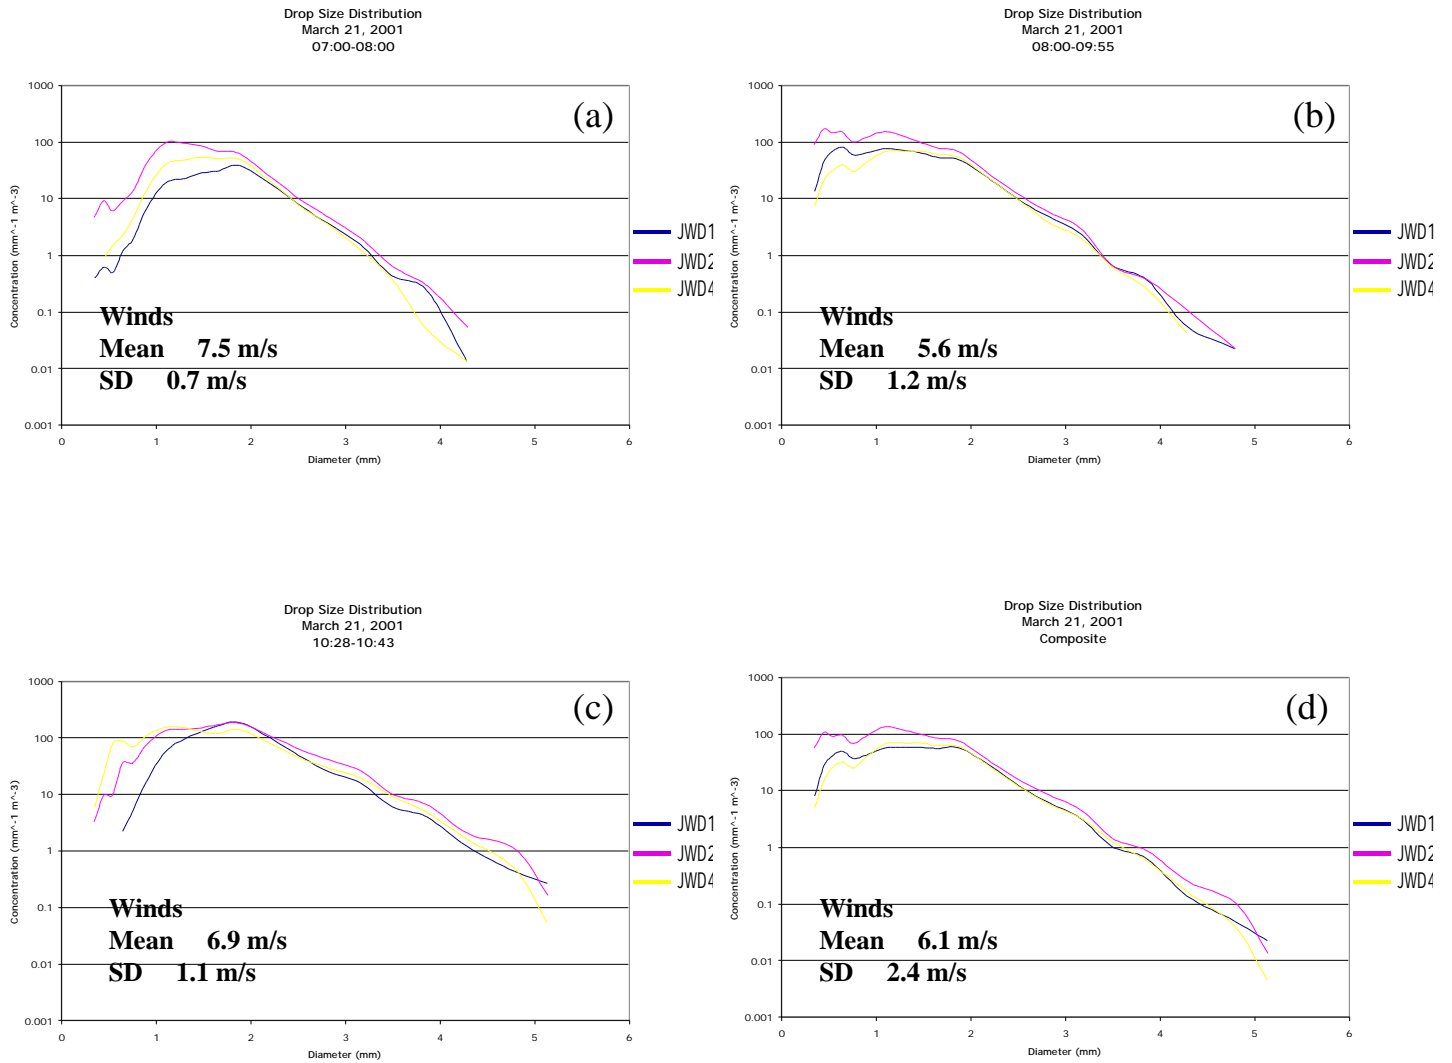 Drop Size Distribution
March 21, 2001
07:00-08:00
(a)
1000
100
10
1
0.1
0.01
0.001
0 1 2 3 4 5 6
Concentration (mm^-1 m^-3)
Diameter (mm)
Winds
Mean 7.5 m/s
SD 0.7 m/s
JWD1
JWD2
JWD4
Drop Size Distribution
March 21, 2001
08:00-09:55
(b)
1000
100
10
1
0.1
0.01
0.001
0 1 2 3 4 5 6
Concentration (mm^-1 m^-3)
Diameter (mm)
Winds
Mean 5.6 m/s
SD 1.2 m/s
JWD1
JWD2
JWD4
Drop Size Distribution
March 21, 2001
10:28-10:43
(c)
1000
100
10
1
0.1
0.01
0.001
0 1 2 3 4 5 6
Concentration (mm^-1 m^-3)
Diameter (mm)
Winds
Mean 6.9 m/s
SD 1.1 m/s
JWD1
JWD2
JWD4
Drop Size Distribution
March 21, 2001
Composite
(d)
1000
100
10
1
0.1
0.01
0.001
0 1 2 3 4 5 6
Concentration (mm^-1 m^-3)
Diameter (mm)
Winds
Mean 6.1 m/s
SD 2.4 m/s
JWD1
JWD2
JWD4